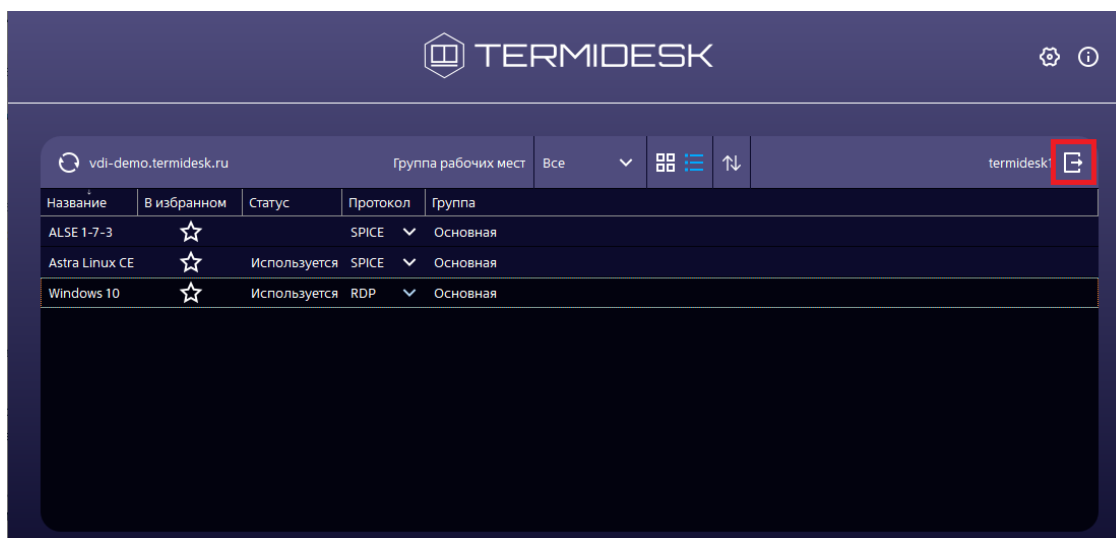 TERMIDESK
vdi-demo.termidesk.ru Группа рабочих мест Все termidesk1
Название В избранном Статус Протокол Группа
ALSE 1-7-3 SPICE Основная
Astra Linux CE Используется SPICE Основная
Windows 10 Используется RDP Основная